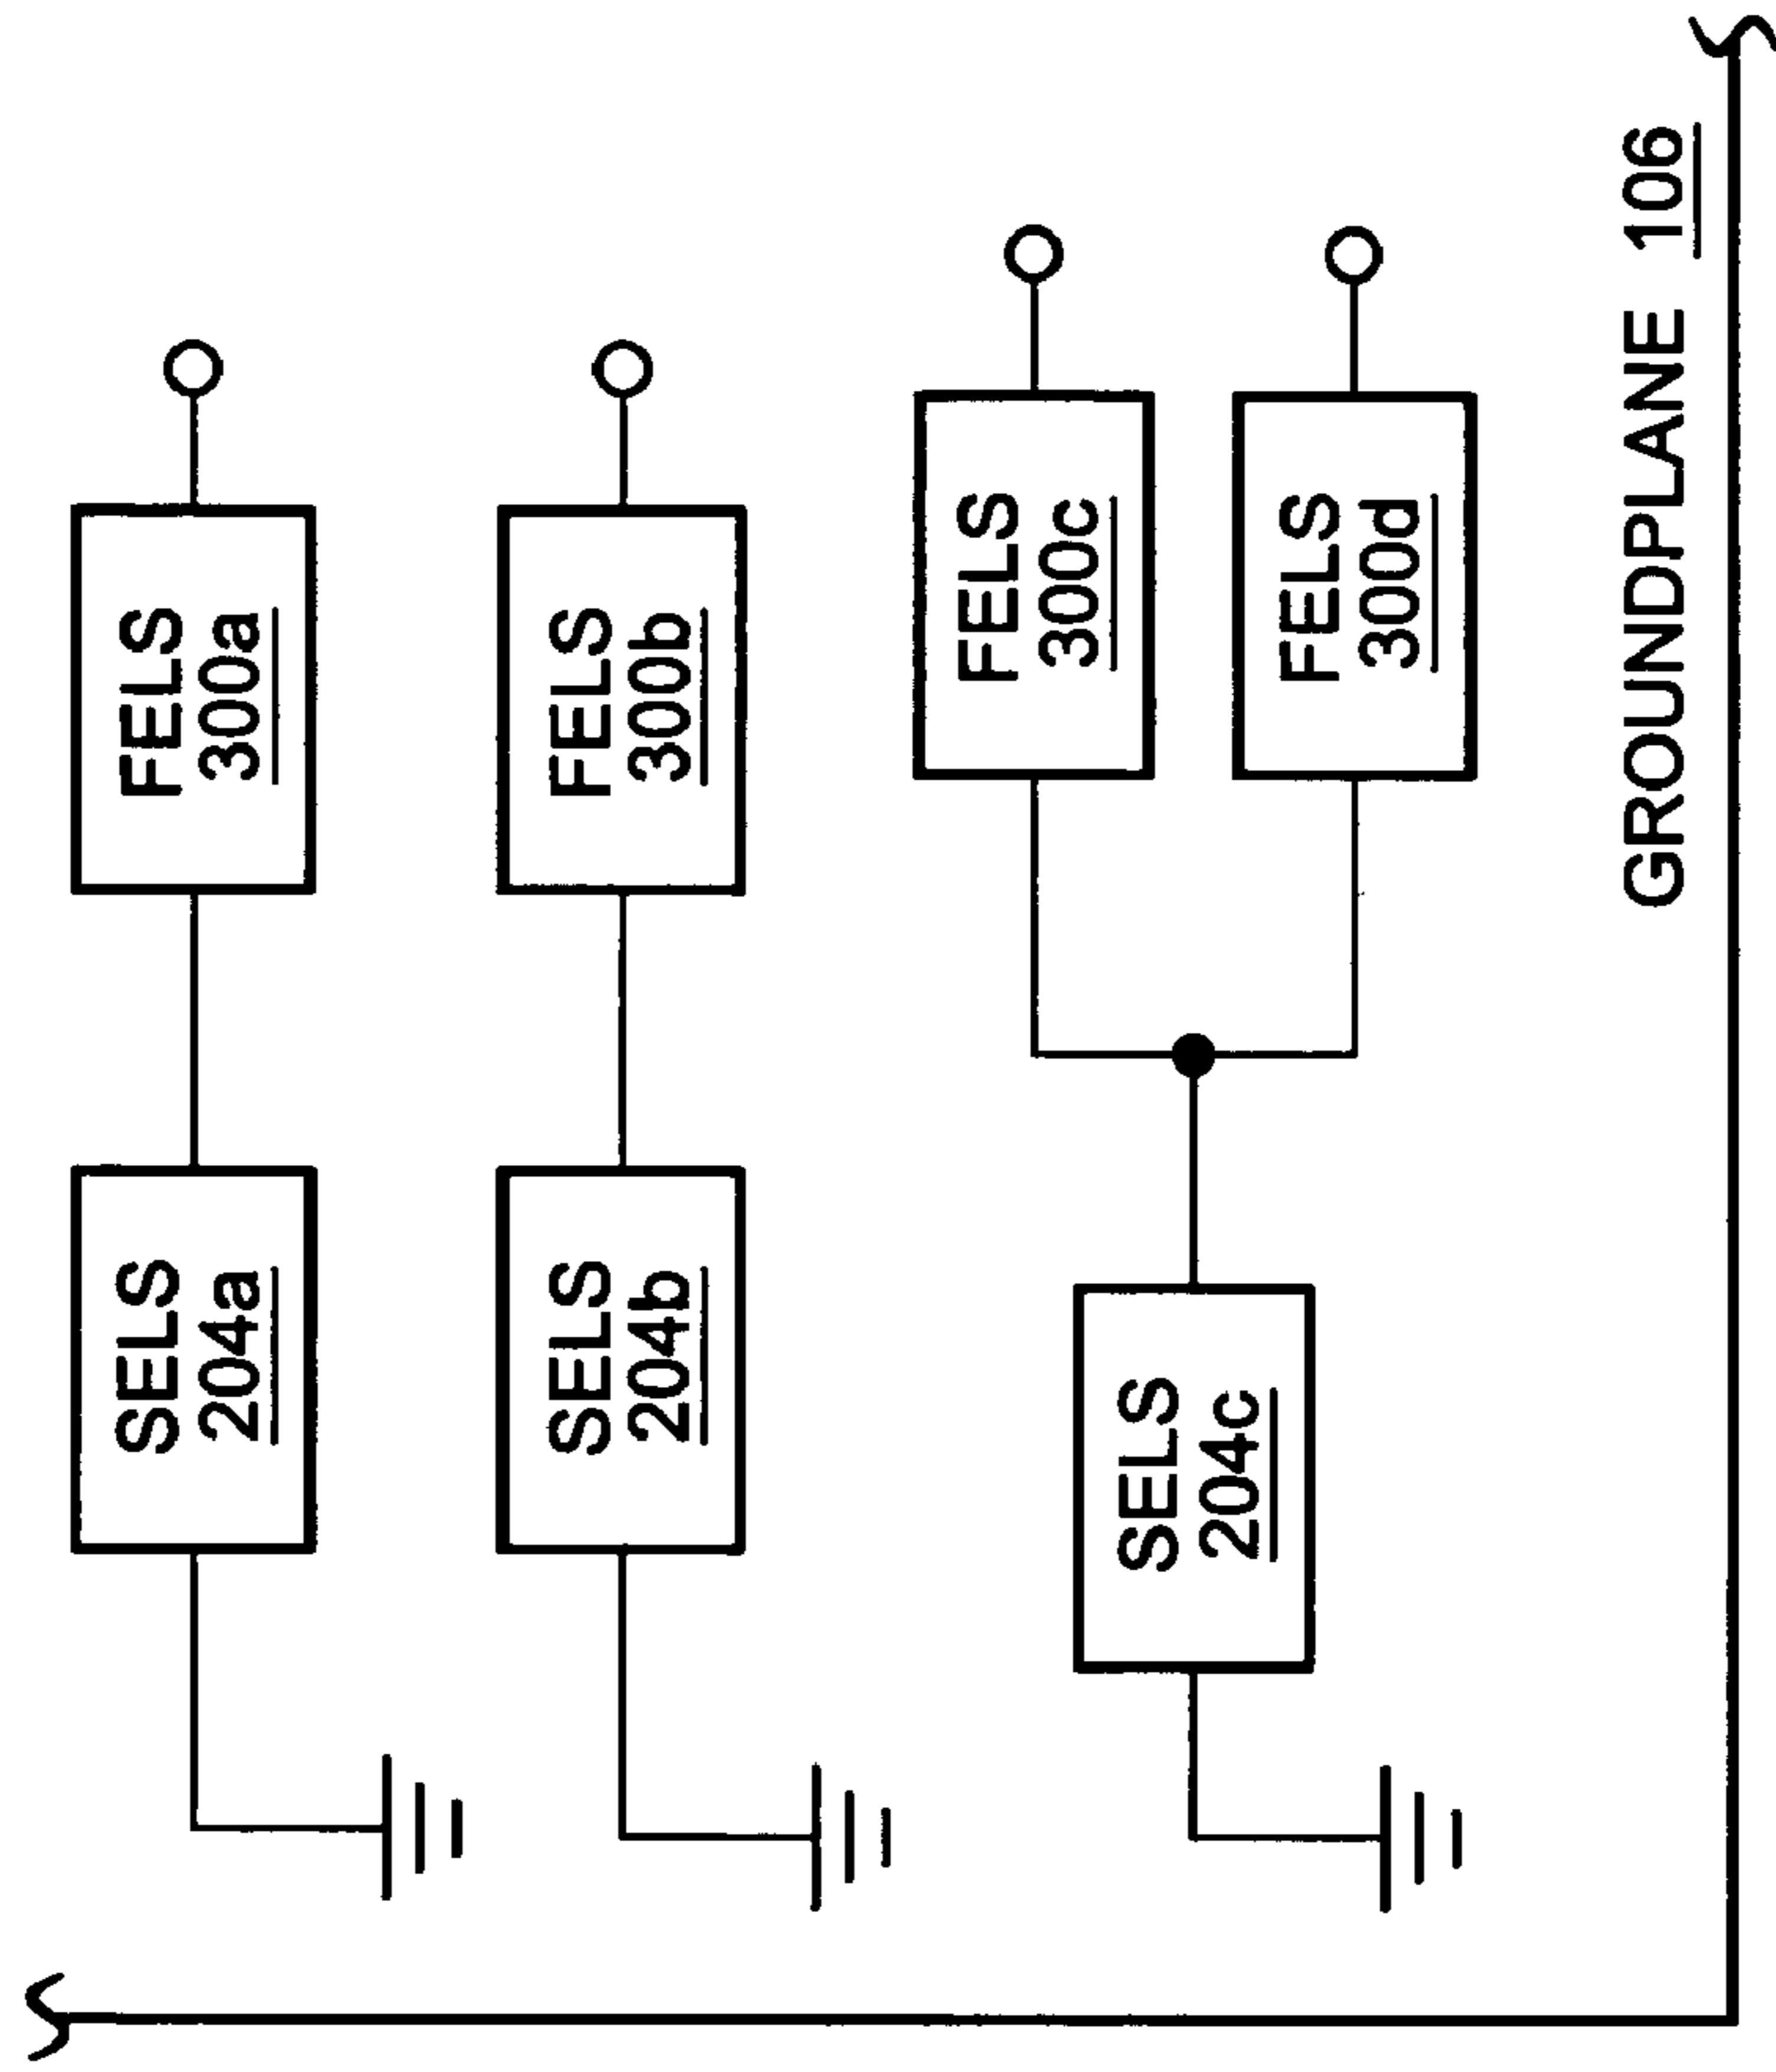 SELS
204a
FELS
300a
SELS
204b
FELS
300b
FELS
300c
SELS
204c
FELS
300d
GROUNDPLANE 106